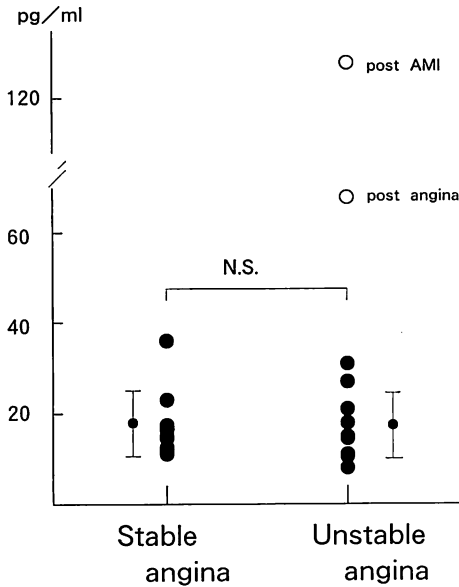 pg/ml
post AMI
120
post angina
60
N.S.
40
20
Stable Unstable
angina angina